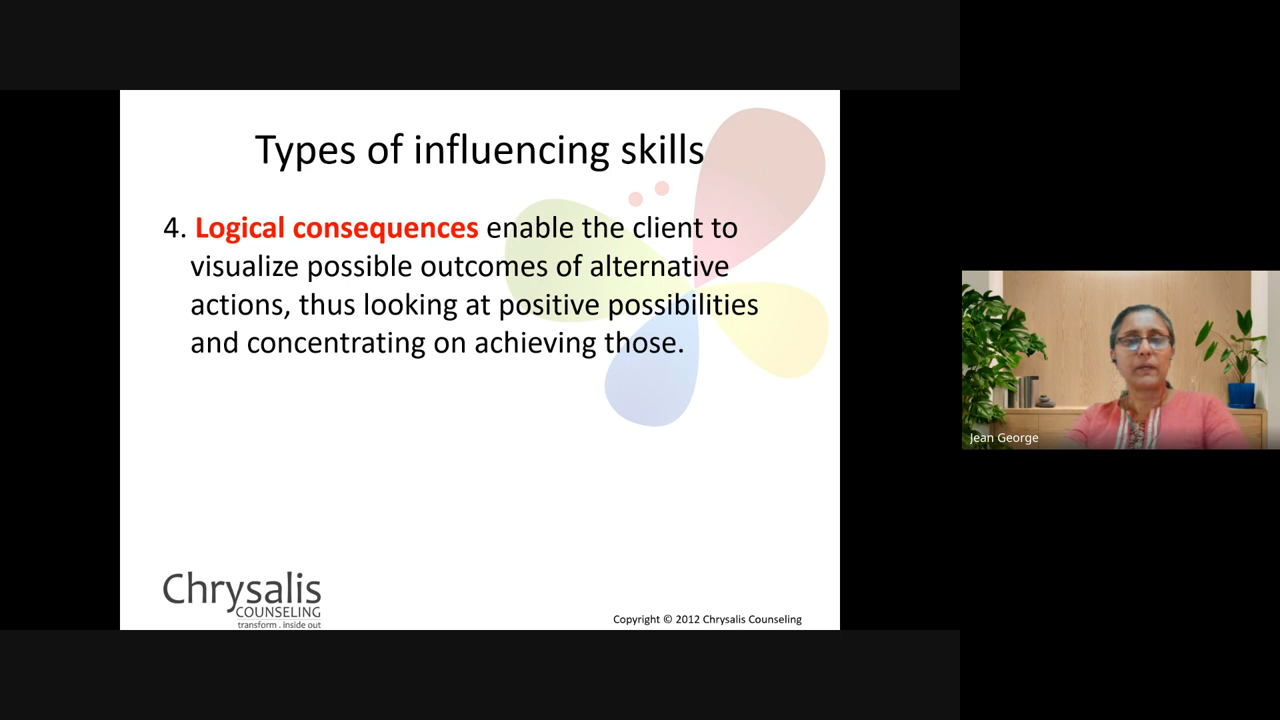 Types of influencing skills
4. Logical consequences enable the client to
visualize possible outcomes of alternative
actions, thus looking at positive possibilities
and concentrating on achieving those.
Jean George
Chrysalis
COUNSELING
transform . inside out
Copyright © 2012 Chrysalis Counseling